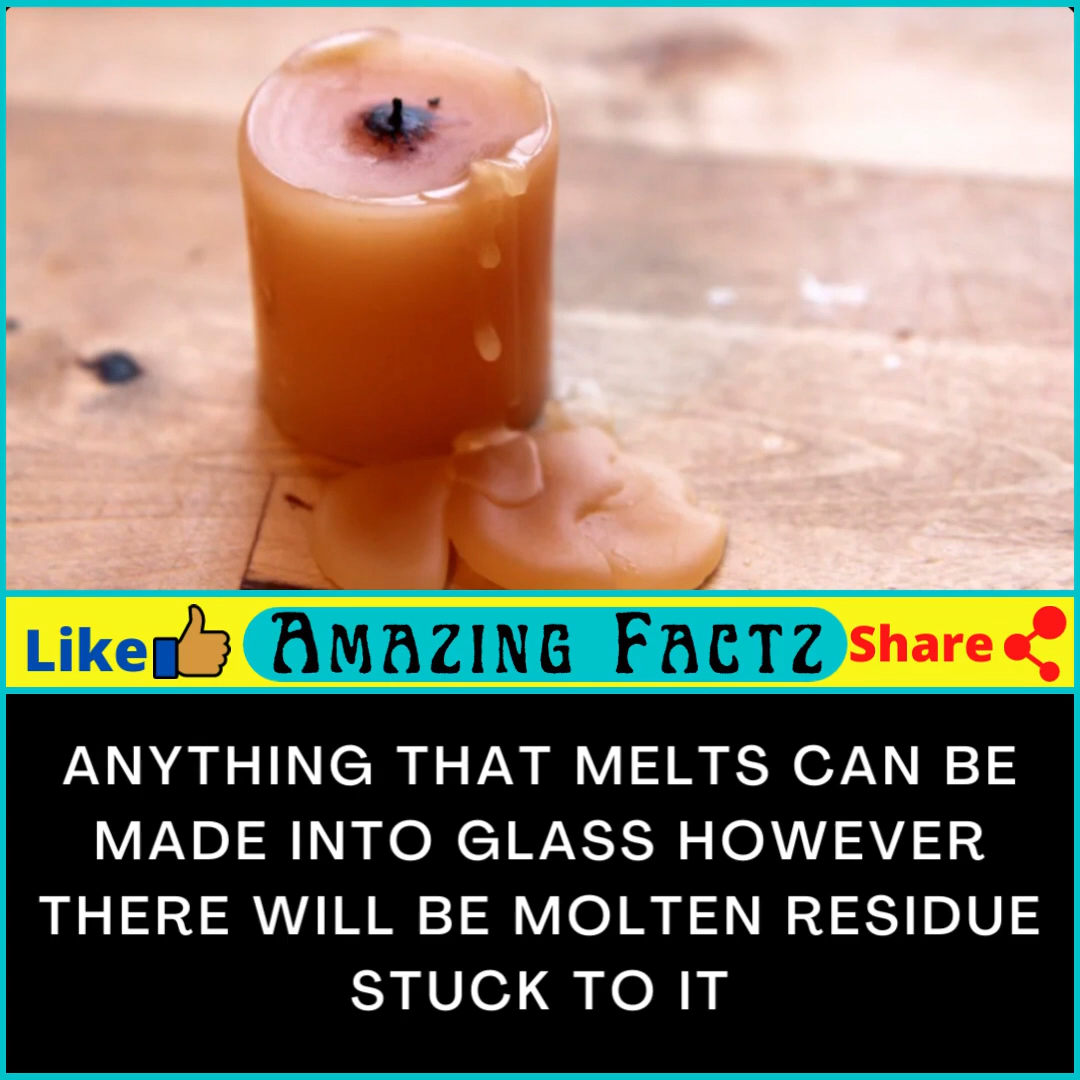 Like Amazing Factz Share
ANYTHING THAT MELTS CAN BE
MADE INTO GLASS HOWEVER
THERE WILL BE MOLTEN RESIDUE
STUCK TO IT